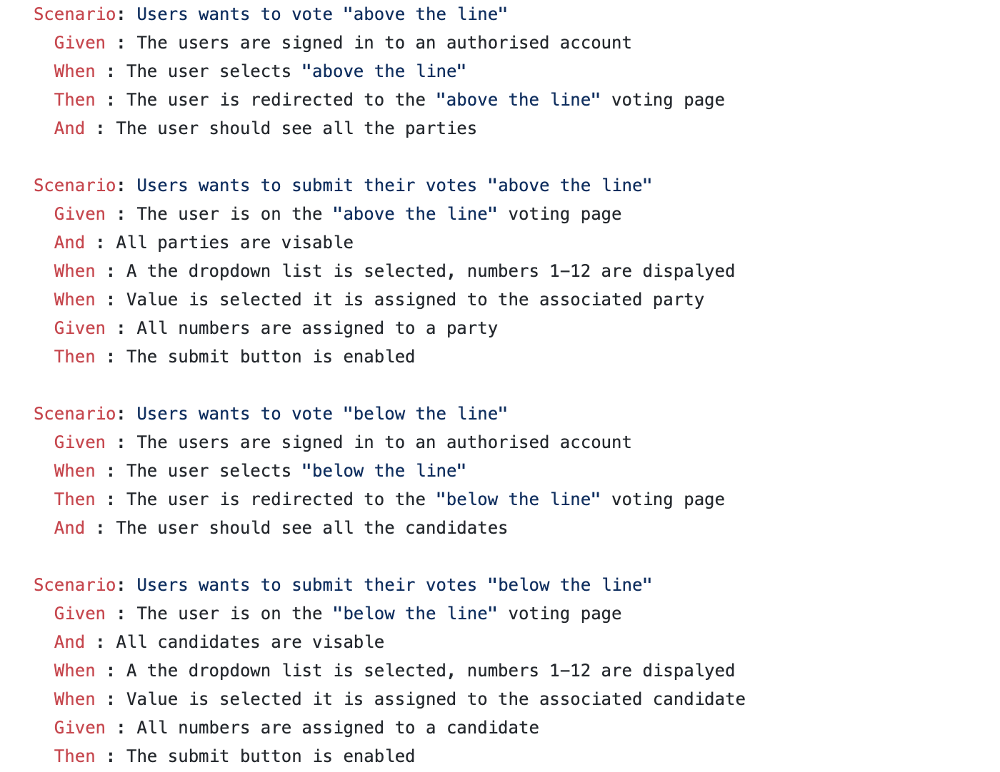 Scenario: Users wants to vote "above the line"
Given : The users are signed in to an authorised account
When : The user selects "above the line"
Then : The user is redirected to the "above the line" voting page
And : The user should see all the parties
Scenario: Users wants to submit their votes "above the line"
Given : The user is on the "above the line" voting page
And : All parties are visable
When : A the dropdown list is selected, numbers 1-12 are dispalyed
When : Value is selected it is assigned to the associated party
Given : All numbers are assigned to a party
Then : The submit button is enabled
Scenario: Users wants to vote "below the line"
Given : The users are signed in to an authorised account
When : The user selects "below the line"
Then : The user is redirected to the "below the line" voting page
And : The user should see all the candidates
Scenario: Users wants to submit their votes "below the line"
Given : The user is on the "below the line" voting page
And : All candidates are visable
When : A the dropdown list is selected, numbers 1-12 are dispalyed
When : Value is selected it is assigned to the associated candidate
Given : All numbers are assigned to a candidate
Then : The submit button is enabled